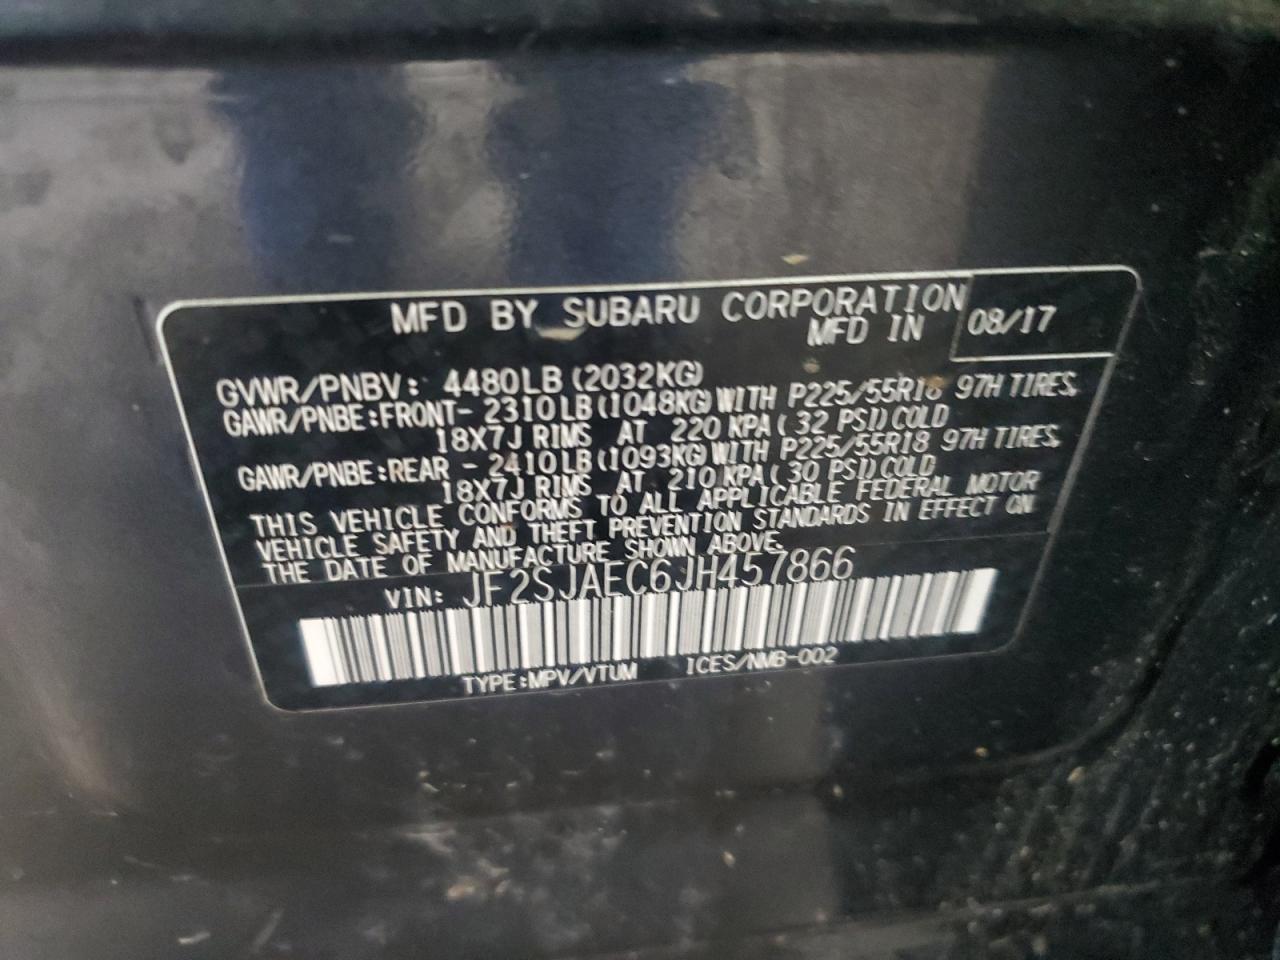 MFD BY SUBARU CORPORATION
MFD IN 08/17
GVWR/PNBV: 4480LB (2032KG)
GAWR/PNBE:FRONT- 2310LB (1048KG) WITH P225/55R18 97H TIRES,
18X7J RIMS AT 220 KPA ( 32 PSI) COLD
GAWR/PNBE:REAR - 2410LB (1093KG) WITH P225/55R18 97H TIRES,
18X7J RIMS AT 210 KPA ( 30 PSI) COLD
THIS VEHICLE CONFORMS TO ALL APPLICABLE FEDERAL MOTOR
VEHICLE SAFETY AND THEFT PREVENTION STANDARDS IN EFFECT ON
THE DATE OF MANUFACTURE SHOWN ABOVE.
VIN: JF2SJAEC6JH457866
TYPE:MPV/VTUM ICES/NMB-002